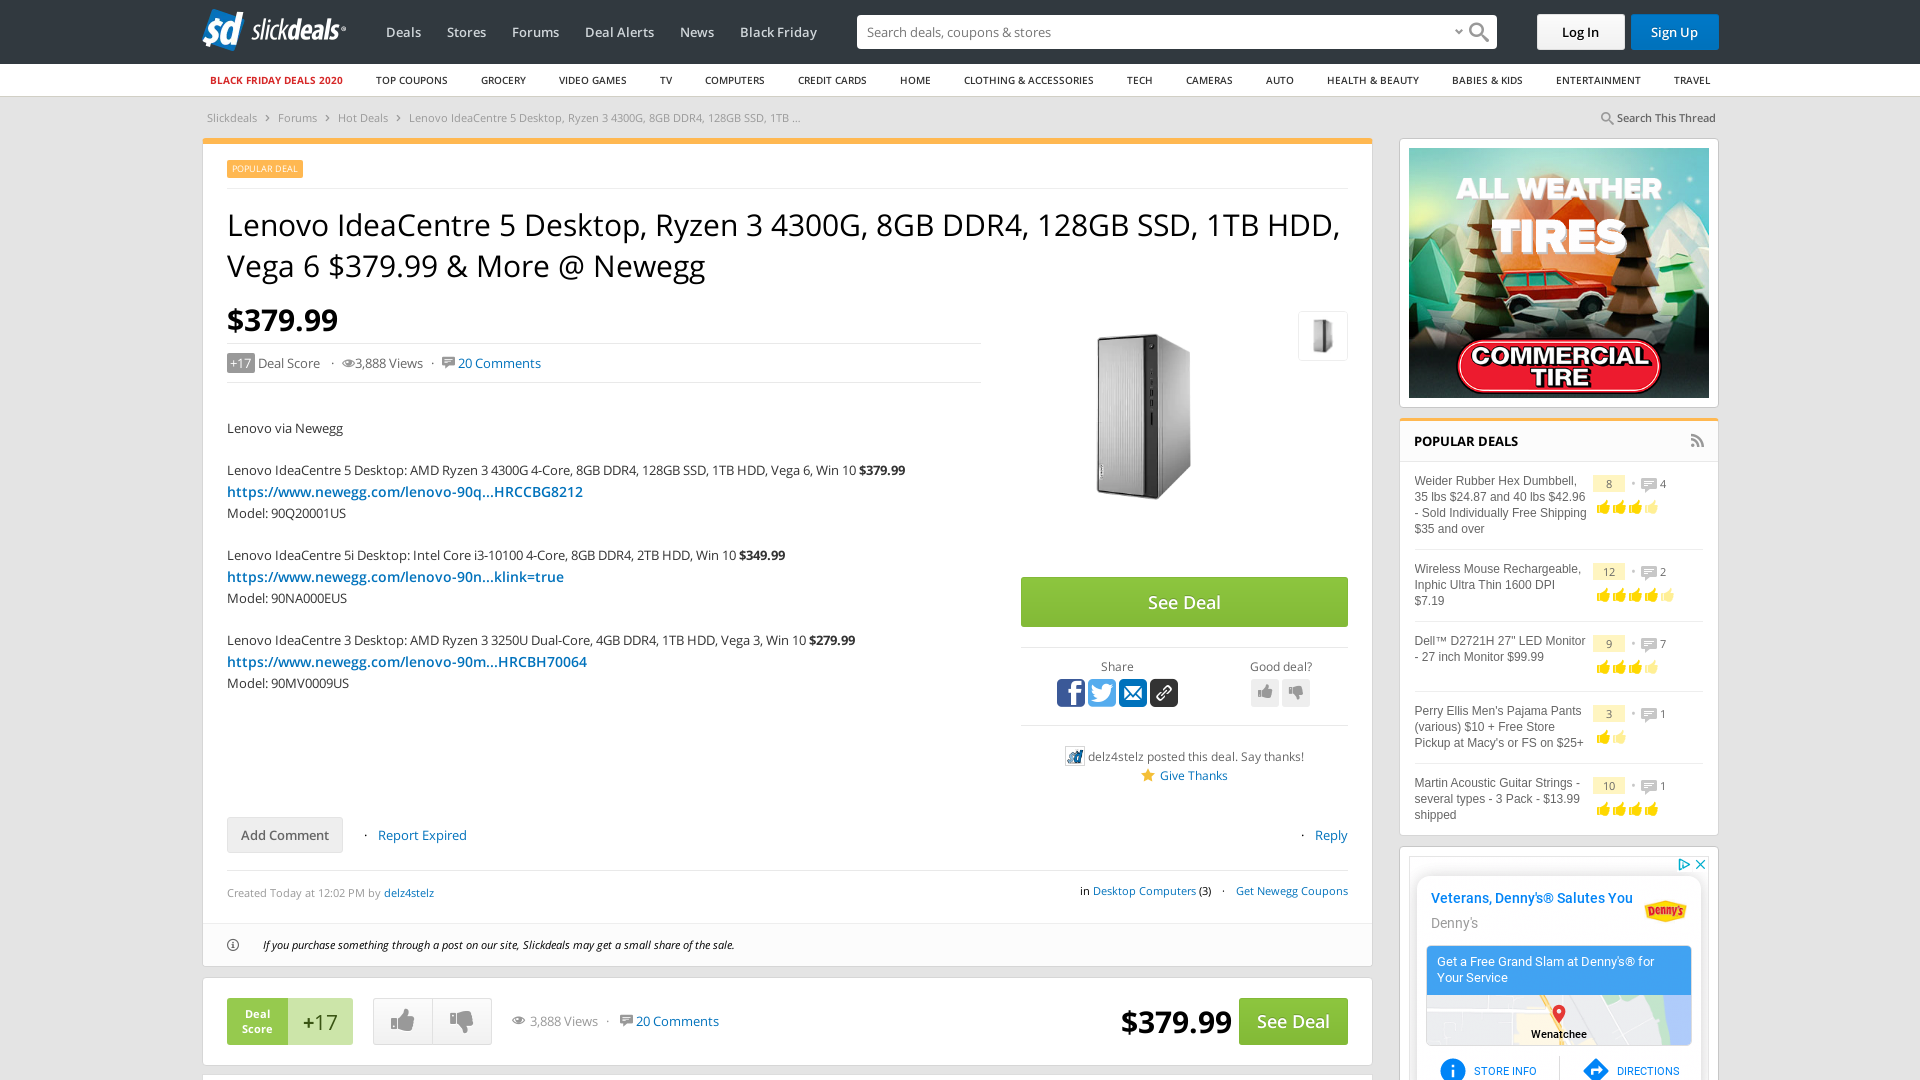 slickdeals
Deals
Stores
Forums
Deal Alerts
News
Black Friday
Search deals, coupons & shopping stores
Log In
Sign Up
BLACK FRIDAY DEALS 2020
TOP COUPONS
GROCERY
VIDEO GAMES
TV
COMPUTERS
CREDIT CARDS
HOME
CLOTHING & ACCESSORIES
TECH
CAMERAS
AUTO
HEALTH & BEAUTY
BABIES & KIDS
ENTERTAINMENT
TRAVEL
Slickdeals > Forums > Hot Deals > Lenovo IdeaCentre 5 Desktop, Ryzen 3 4300G, 8GB DDR4, 128GB SSD, 1TB ...
Search This Thread
POPULAR DEAL
Lenovo IdeaCentre 5 Desktop, Ryzen 3 4300G, 8GB DDR4, 128GB SSD, 1TB HDD,
Vega 6 $379.99 & More @ Newegg
$379.99
+17 Deal Score · 3,888 Views · 20 Comments
Lenovo via Newegg
Lenovo IdeaCentre 5 Desktop: AMD Ryzen 3 4300G 4-Core, 8GB DDR4, 128GB SSD, 1TB HDD, Vega 6, Win 10 $379.99
https://www.newegg.com/lenovo-90q...HRCCBG8212
Model: 90Q20001US
Lenovo IdeaCentre 5i Desktop: Intel Core i3-10100 4-Core, 8GB DDR4, 2TB HDD, Win 10 $349.99
https://www.newegg.com/lenovo-90n...klink=true
Model: 90NA000EUS
Lenovo IdeaCentre 3 Desktop: AMD Ryzen 3 3250U Dual-Core, 4GB DDR4, 1TB HDD, Vega 3, Win 10 $279.99
https://www.newegg.com/lenovo-90m...HRCBH70064
Model: 90MV0009US
See Deal
Share
Good deal?
delz4stelz posted this deal. Say thanks!
Give Thanks
Add Comment · Report Expired
· Reply
Created Today at 12:02 PM by delz4stelz
in Desktop Computers (3) · Get Newegg Coupons
If you purchase something through a post on our site, Slickdeals may get a small share of the sale.
Deal
Score
+17
3,888 Views · 20 Comments
$379.99
See Deal
ALL WEATHER
TIRES
COMMERCIAL
TIRE
POPULAR DEALS
Weider Rubber Hex Dumbbell,
35 lbs $24.87 and 40 lbs $42.96
- Sold Individually Free Shipping
$35 and over
8 · 4
Wireless Mouse Rechargeable,
Inphic Ultra Thin 1600 DPI
$7.19
12 · 2
Dell™ D2721H 27" LED Monitor
- 27 inch Monitor $99.99
9 · 7
Perry Ellis Men's Pajama Pants
(various) $10 + Free Store
Pickup at Macy's or FS on $25+
3 · 1
Martin Acoustic Guitar Strings -
several types - 3 Pack - $13.99
shipped
10 · 1
Veterans, Denny's® Salutes You
Denny's
Denny's
Get a Free Grand Slam at Denny's® for
Your Service
Wenatchee
STORE INFO
DIRECTIONS